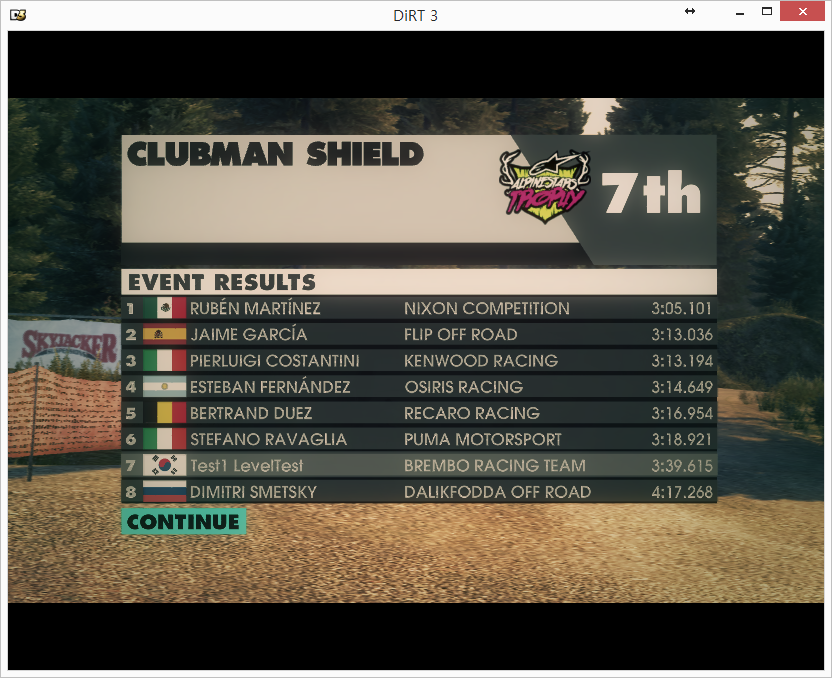 DiRT 3
CLUBMAN SHIELD
ALPINESTARS
TROPHY
7th
EVENT RESULTS
1 RUBÉN MARTÍNEZ NIXON COMPETITION 3:05.101
2 JAIME GARCÍA FLIP OFF ROAD 3:13.036
3 PIERLUIGI COSTANTINI KENWOOD RACING 3:13.194
4 ESTEBAN FERNÁNDEZ OSIRIS RACING 3:14.649
5 BERTRAND DUEZ RECARO RACING 3:16.954
6 STEFANO RAVAGLIA PUMA MOTORSPORT 3:18.921
7 Test1 LevelTest BREMBO RACING TEAM 3:39.615
8 DIMITRI SMETSKY DALIKFODDA OFF ROAD 4:17.268
SKYJACKER
CONTINUE